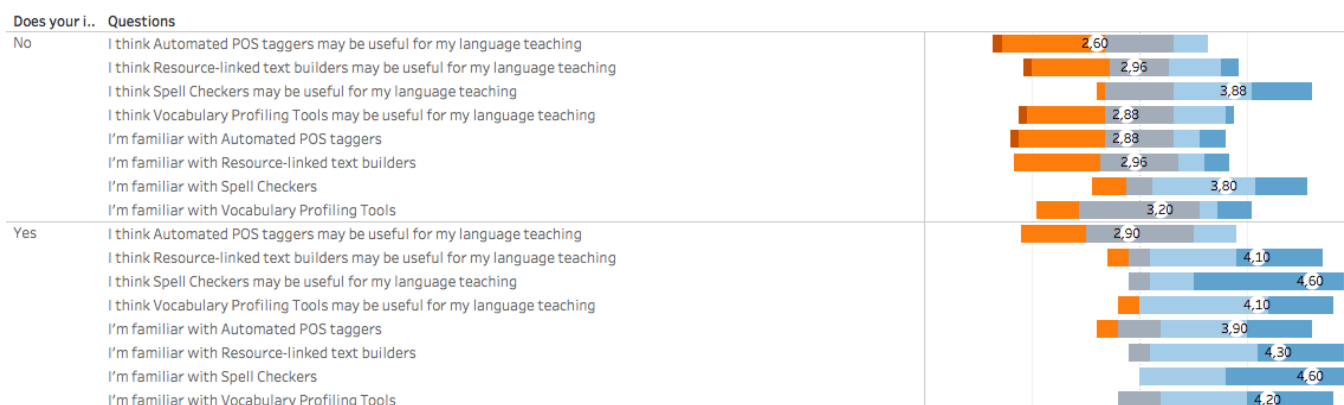 Does your i.. Questions
No I think Automated POS taggers may be useful for my language teaching 2,60
I think Resource-linked text builders may be useful for my language teaching 2,96
I think Spell Checkers may be useful for my language teaching 3,88
I think Vocabulary Profiling Tools may be useful for my language teaching 2,88
I'm familiar with Automated POS taggers 2,88
I'm familiar with Resource-linked text builders 2,96
I'm familiar with Spell Checkers 3,80
I'm familiar with Vocabulary Profiling Tools 3,20
Yes I think Automated POS taggers may be useful for my language teaching 2,90
I think Resource-linked text builders may be useful for my language teaching 4,10
I think Spell Checkers may be useful for my language teaching 4,60
I think Vocabulary Profiling Tools may be useful for my language teaching 4,10
I'm familiar with Automated POS taggers 3,90
I'm familiar with Resource-linked text builders 4,30
I'm familiar with Spell Checkers 4,60
I'm familiar with Vocabulary Profiling Tools 4,20